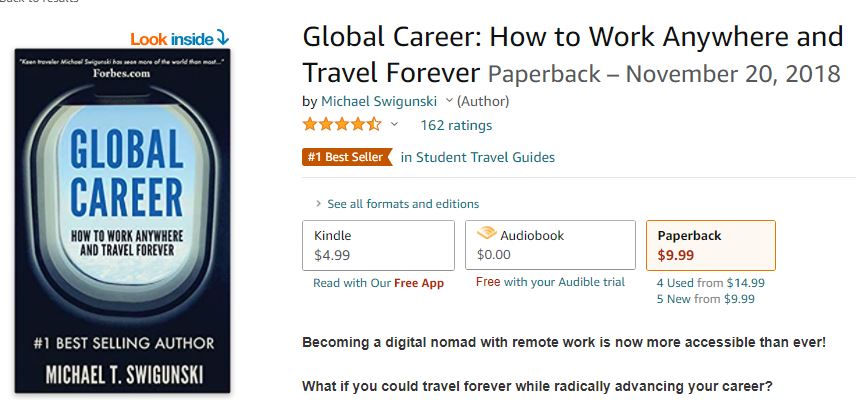 Back to results
Look inside
"Keen traveler Michael Swigunski has seen more of the world than most..."
Forbes.com
GLOBAL
CAREER
HOW TO WORK ANYWHERE
AND TRAVEL FOREVER
#1 BEST SELLING AUTHOR
MICHAEL T. SWIGUNSKI
Global Career: How to Work Anywhere and
Travel Forever Paperback – November 20, 2018
by Michael Swigunski (Author)
162 ratings
#1 Best Seller in Student Travel Guides
See all formats and editions
Kindle
$4.99
Read with Our Free App
Audiobook
$0.00
Free with your Audible trial
Paperback
$9.99
4 Used from $14.99
5 New from $9.99
Becoming a digital nomad with remote work is now more accessible than ever!
What if you could travel forever while radically advancing your career?